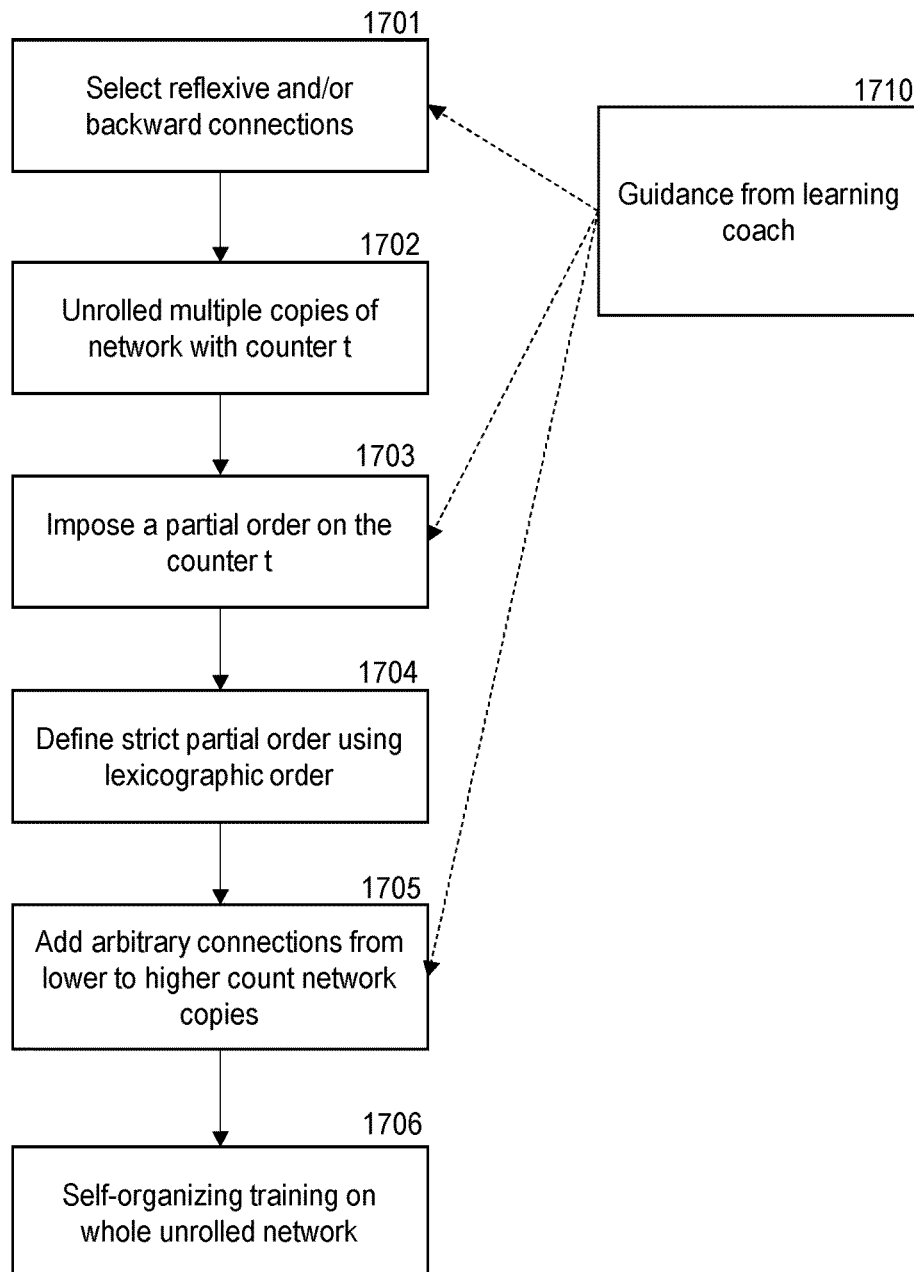 1701
Select reflexive and/or
backward connections
1710
Guidance from learning
coach
1702
Unrolled multiple copies of
network with counter t
1703
Impose a partial order on the
counter t
1704
Define strict partial order using
lexicographic order
1705
Add arbitrary connections from
lower to higher count network
copies
1706
Self-organizing training on
whole unrolled network